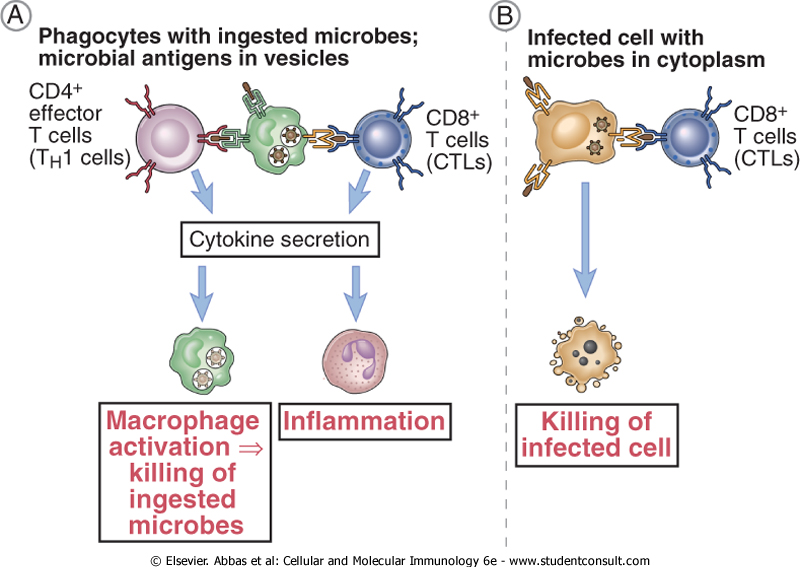 A
Phagocytes with ingested microbes;
microbial antigens in vesicles
CD4+
effector
T cells
(TH1 cells)
CD8+
T cells
(CTLs)
Cytokine secretion
Macrophage
activation ⇒
killing of
ingested
microbes
Inflammation
B
Infected cell with
microbes in cytoplasm
CD8+
T cells
(CTLs)
Killing of
infected cell
© Elsevier. Abbas et al: Cellular and Molecular Immunology 6e - www.studentconsult.com